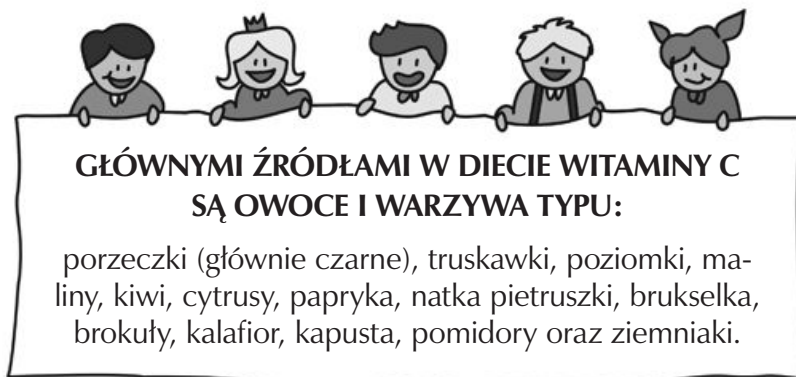 GŁÓWNYMI ŹRÓDŁAMI W DIECIE WITAMINY C
SĄ OWOCE I WARZYWA TYPU:
porzeczki (głównie czarne), truskawki, poziomki, ma-
liny, kiwi, cytrusy, papryka, natka pietruszki, brukselka,
brokuły, kalafior, kapusta, pomidory oraz ziemniaki.